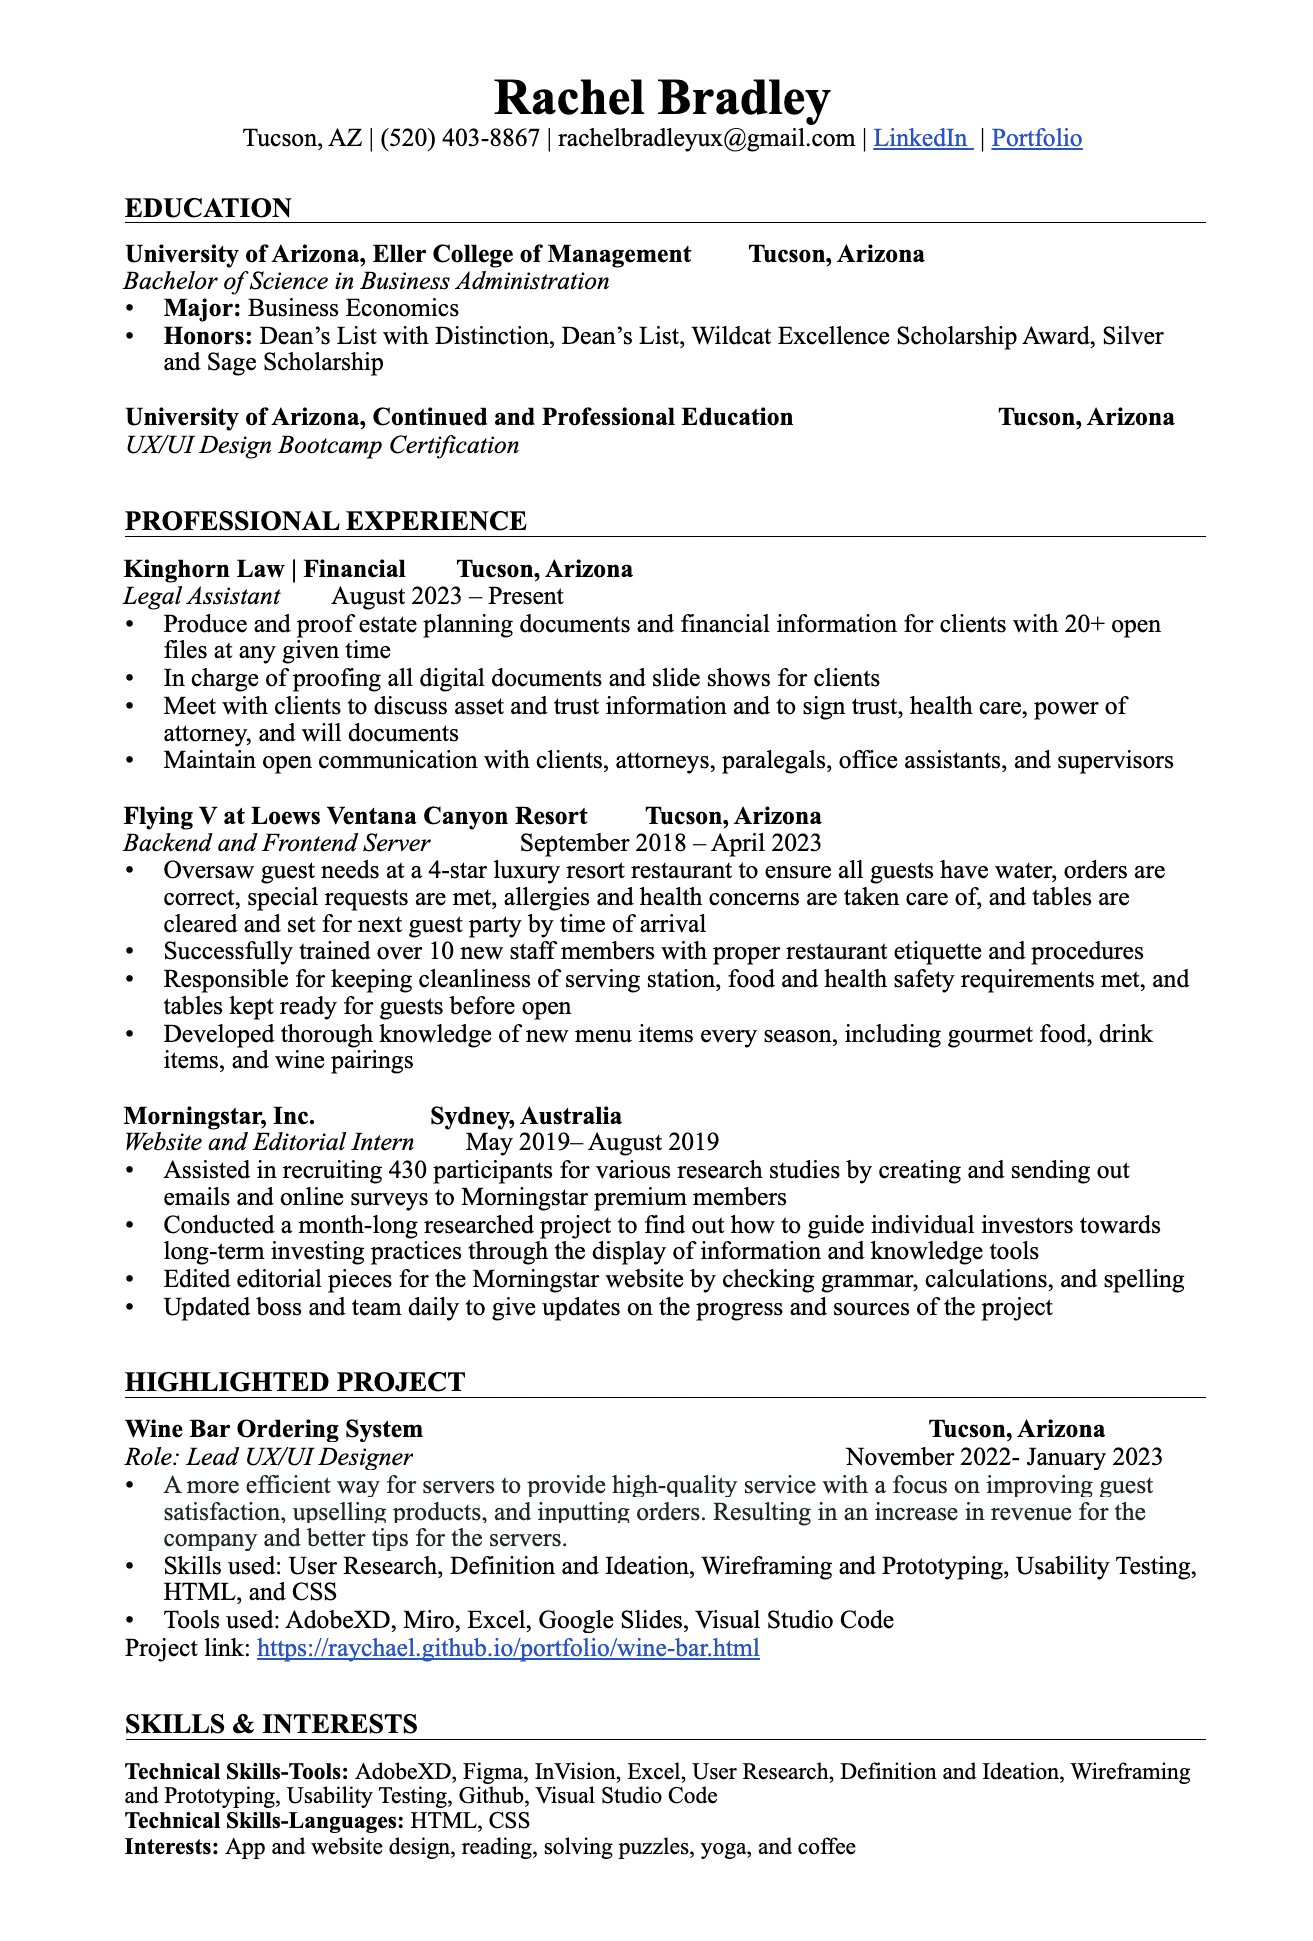 Rachel Bradley
Tucson, AZ | (520) 403-8867 | rachelbradleyux@gmail.com | LinkedIn | Portfolio
EDUCATION
University of Arizona, Eller College of Management Tucson, Arizona
Bachelor of Science in Business Administration
• Major: Business Economics
• Honors: Dean’s List with Distinction, Dean’s List, Wildcat Excellence Scholarship Award, Silver
and Sage Scholarship
University of Arizona, Continued and Professional Education Tucson, Arizona
UX/UI Design Bootcamp Certification
PROFESSIONAL EXPERIENCE
Kinghorn Law | Financial Tucson, Arizona
Legal Assistant August 2023 – Present
• Produce and proof estate planning documents and financial information for clients with 20+ open
files at any given time
• In charge of proofing all digital documents and slide shows for clients
• Meet with clients to discuss asset and trust information and to sign trust, health care, power of
attorney, and will documents
• Maintain open communication with clients, attorneys, paralegals, office assistants, and supervisors
Flying V at Loews Ventana Canyon Resort Tucson, Arizona
Backend and Frontend Server September 2018 – April 2023
• Oversaw guest needs at a 4-star luxury resort restaurant to ensure all guests have water, orders are
correct, special requests are met, allergies and health concerns are taken care of, and tables are
cleared and set for next guest party by time of arrival
• Successfully trained over 10 new staff members with proper restaurant etiquette and procedures
• Responsible for keeping cleanliness of serving station, food and health safety requirements met, and
tables kept ready for guests before open
• Developed thorough knowledge of new menu items every season, including gourmet food, drink
items, and wine pairings
Morningstar, Inc. Sydney, Australia
Website and Editorial Intern May 2019– August 2019
• Assisted in recruiting 430 participants for various research studies by creating and sending out
emails and online surveys to Morningstar premium members
• Conducted a month-long researched project to find out how to guide individual investors towards
long-term investing practices through the display of information and knowledge tools
• Edited editorial pieces for the Morningstar website by checking grammar, calculations, and spelling
• Updated boss and team daily to give updates on the progress and sources of the project
HIGHLIGHTED PROJECT
Wine Bar Ordering System Tucson, Arizona
Role: Lead UX/UI Designer November 2022- January 2023
• A more efficient way for servers to provide high-quality service with a focus on improving guest
satisfaction, upselling products, and inputting orders. Resulting in an increase in revenue for the
company and better tips for the servers.
• Skills used: User Research, Definition and Ideation, Wireframing and Prototyping, Usability Testing,
HTML, and CSS
• Tools used: AdobeXD, Miro, Excel, Google Slides, Visual Studio Code
Project link: https://raychael.github.io/portfolio/wine-bar.html
SKILLS & INTERESTS
Technical Skills-Tools: AdobeXD, Figma, InVision, Excel, User Research, Definition and Ideation, Wireframing
and Prototyping, Usability Testing, Github, Visual Studio Code
Technical Skills-Languages: HTML, CSS
Interests: App and website design, reading, solving puzzles, yoga, and coffee